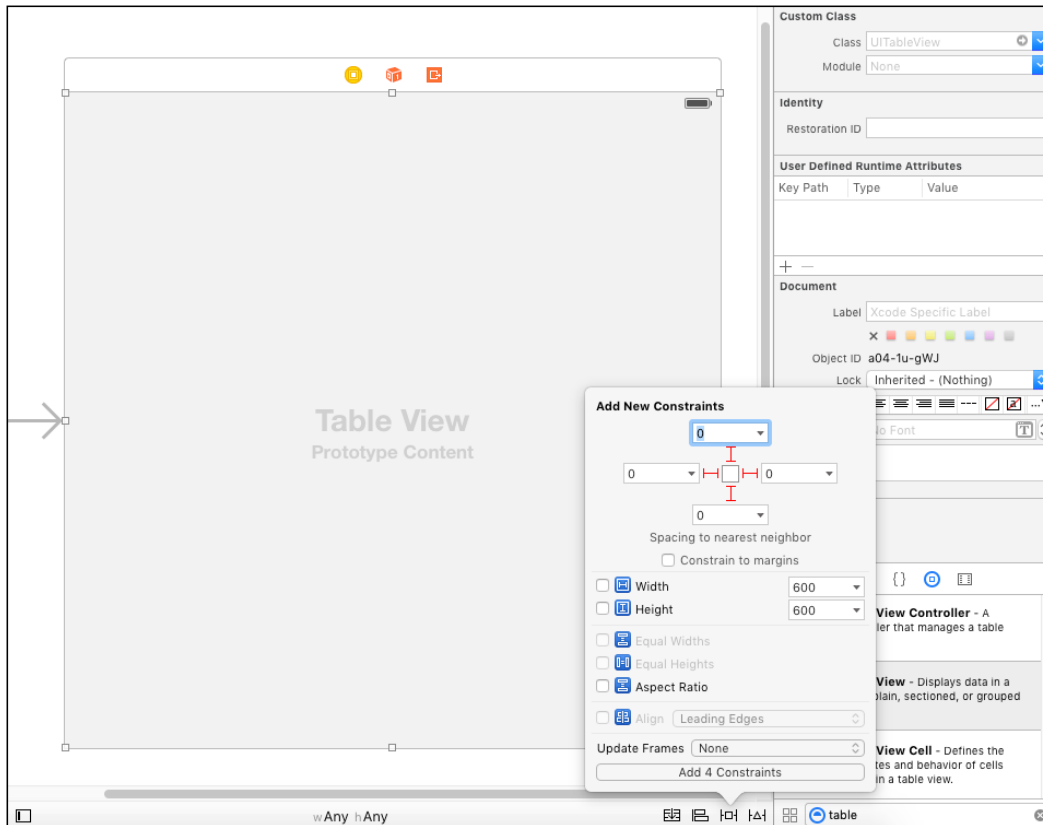 Custom Class
Class UITableView
Module None
Identity
Restoration ID
User Defined Runtime Attributes
Key Path Type Value
Document
Label Xcode Specific Label
Object ID a04-1u-gWJ
Lock Inherited - (Nothing)
No Font
Table View
Prototype Content
Add New Constraints
0
0 0
0
Spacing to nearest neighbor
Constrain to margins
Width 600
Height 600
Equal Widths
Equal Heights
Aspect Ratio
Align Leading Edges
Update Frames None
Add 4 Constraints
{}
View Controller - A
ler that manages a table
View - Displays data in a
plain, sectioned, or grouped
View Cell - Defines the
tes and behavior of cells
in a table view.
wAny hAny
table